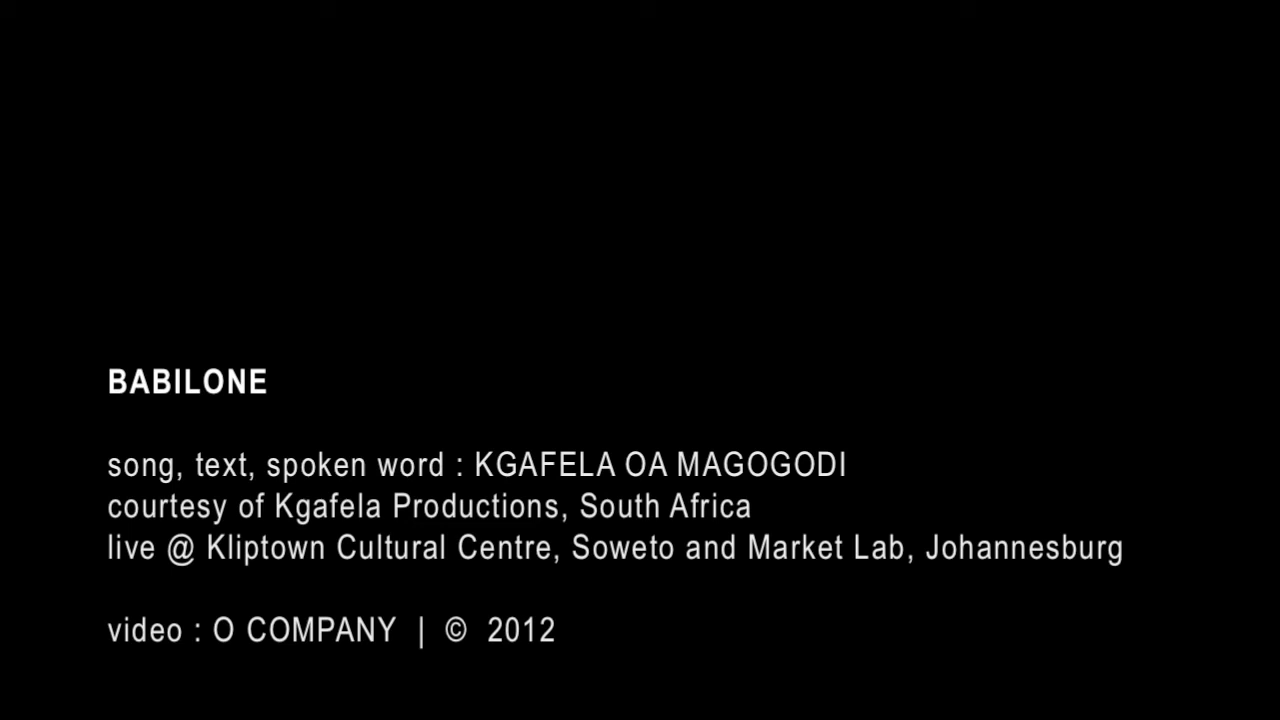 BABILONE
song, text, spoken word : KGAFELA OA MAGOGODI
courtesy of Kgafela Productions, South Africa
live @ Kliptown Cultural Centre, Soweto and Market Lab, Johannesburg
video : O COMPANY | © 2012